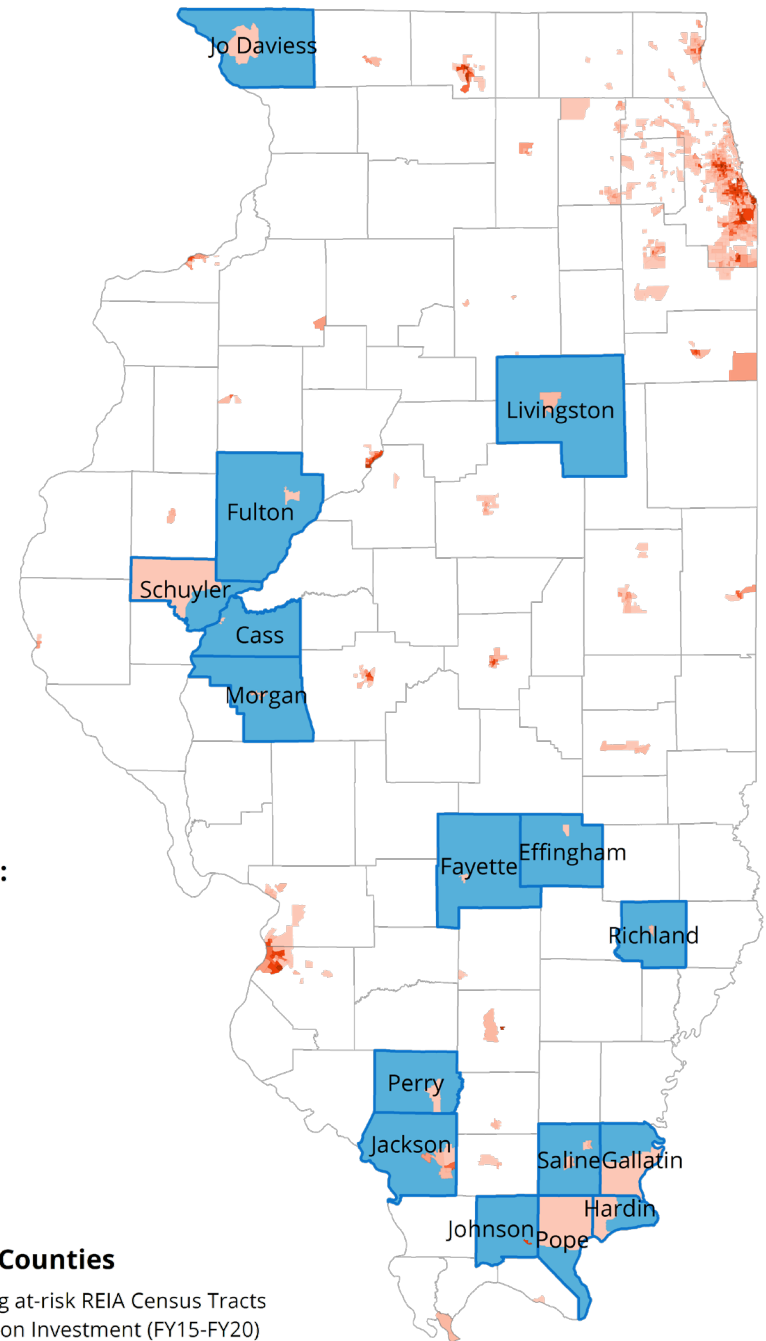 Jo Daviess
Livingston
Fulton
Schuyler
Cass
Morgan
:
Effingham
Fayette
Richland
Perry
Jackson
Saline Gallatin
Hardin
Johnson
Pope
Counties
g at-risk REIA Census Tracts
on Investment (FY15-FY20)